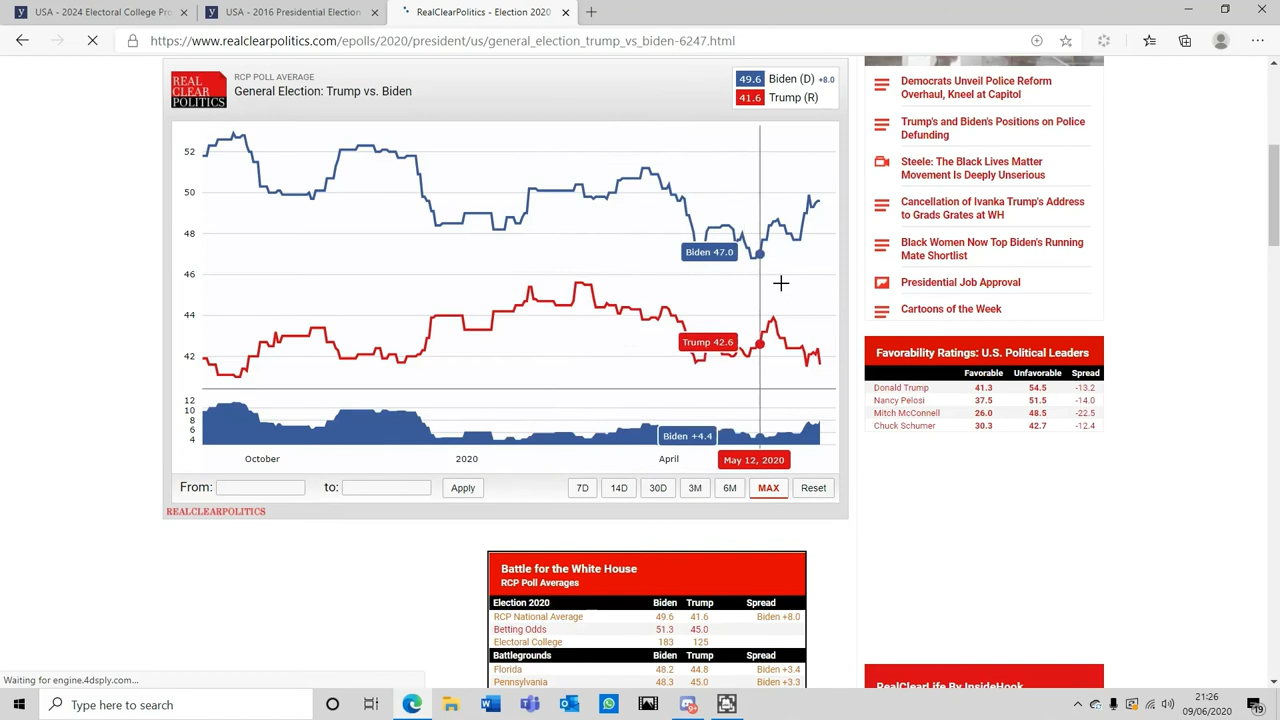 USA - 2024 Electoral College Pro
USA - 2016 Presidential Election
RealClearPolitics - Election 2020
https://www.realclearpolitics.com/epolls/2020/president/us/general_election_trump_vs_biden-6247.html
REAL
CLEAR
POLITICS
RCP POLL AVERAGE
General Election: Trump vs. Biden
49.6 Biden (D) +8.0
41.6 Trump (R)
52
50
48
46
44
42
Biden 47.0
Trump 42.6
12
10
8
6
4
Biden +4.4
October
2020
April
May 12, 2020
From:
to:
Apply
7D
14D
30D
3M
6M
MAX
Reset
REALCLEARPOLITICS
Battle for the White House
RCP Poll Averages
Election 2020 Biden Trump Spread
RCP National Average 49.6 41.6 Biden +8.0
Betting Odds 51.3 45.0
Electoral College 183 125
Battlegrounds Biden Trump Spread
Florida 48.2 44.8 Biden +3.4
Pennsylvania 48.3 45.0 Biden +3.3
Democrats Unveil Police Reform
Overhaul, Kneel at Capitol
Trump's and Biden's Positions on Police
Defunding
Steele: The Black Lives Matter
Movement Is Deeply Unserious
Cancellation of Ivanka Trump's Address
to Grads Grates at WH
Black Women Now Top Biden's Running
Mate Shortlist
Presidential Job Approval
Cartoons of the Week
Favorability Ratings: U.S. Political Leaders
Favorable Unfavorable Spread
Donald Trump 41.3 54.5 -13.2
Nancy Pelosi 37.5 51.5 -14.0
Mitch McConnell 26.0 48.5 -22.5
Chuck Schumer 30.3 42.7 -12.4
RealClearLife By InsideHook
Waiting for engine.4dsply.com...
Type here to search
21:26
09/06/2020
19